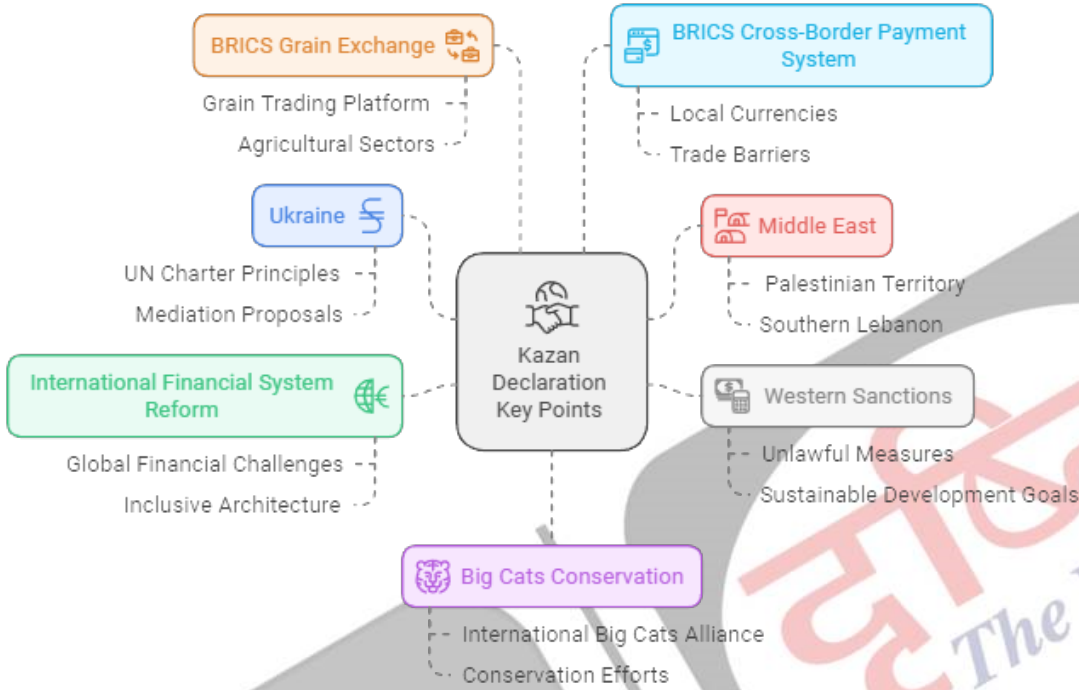 BRICS Grain Exchange
Grain Trading Platform
Agricultural Sectors
BRICS Cross-Border Payment
System
Local Currencies
Trade Barriers
Ukraine
UN Charter Principles
Mediation Proposals
Middle East
Palestinian Territory
Southern Lebanon
Kazan
Declaration
Key Points
International Financial System
Reform
Global Financial Challenges
Inclusive Architecture
Western Sanctions
Unlawful Measures
Sustainable Development Goals
Big Cats Conservation
International Big Cats Alliance
Conservation Efforts
The